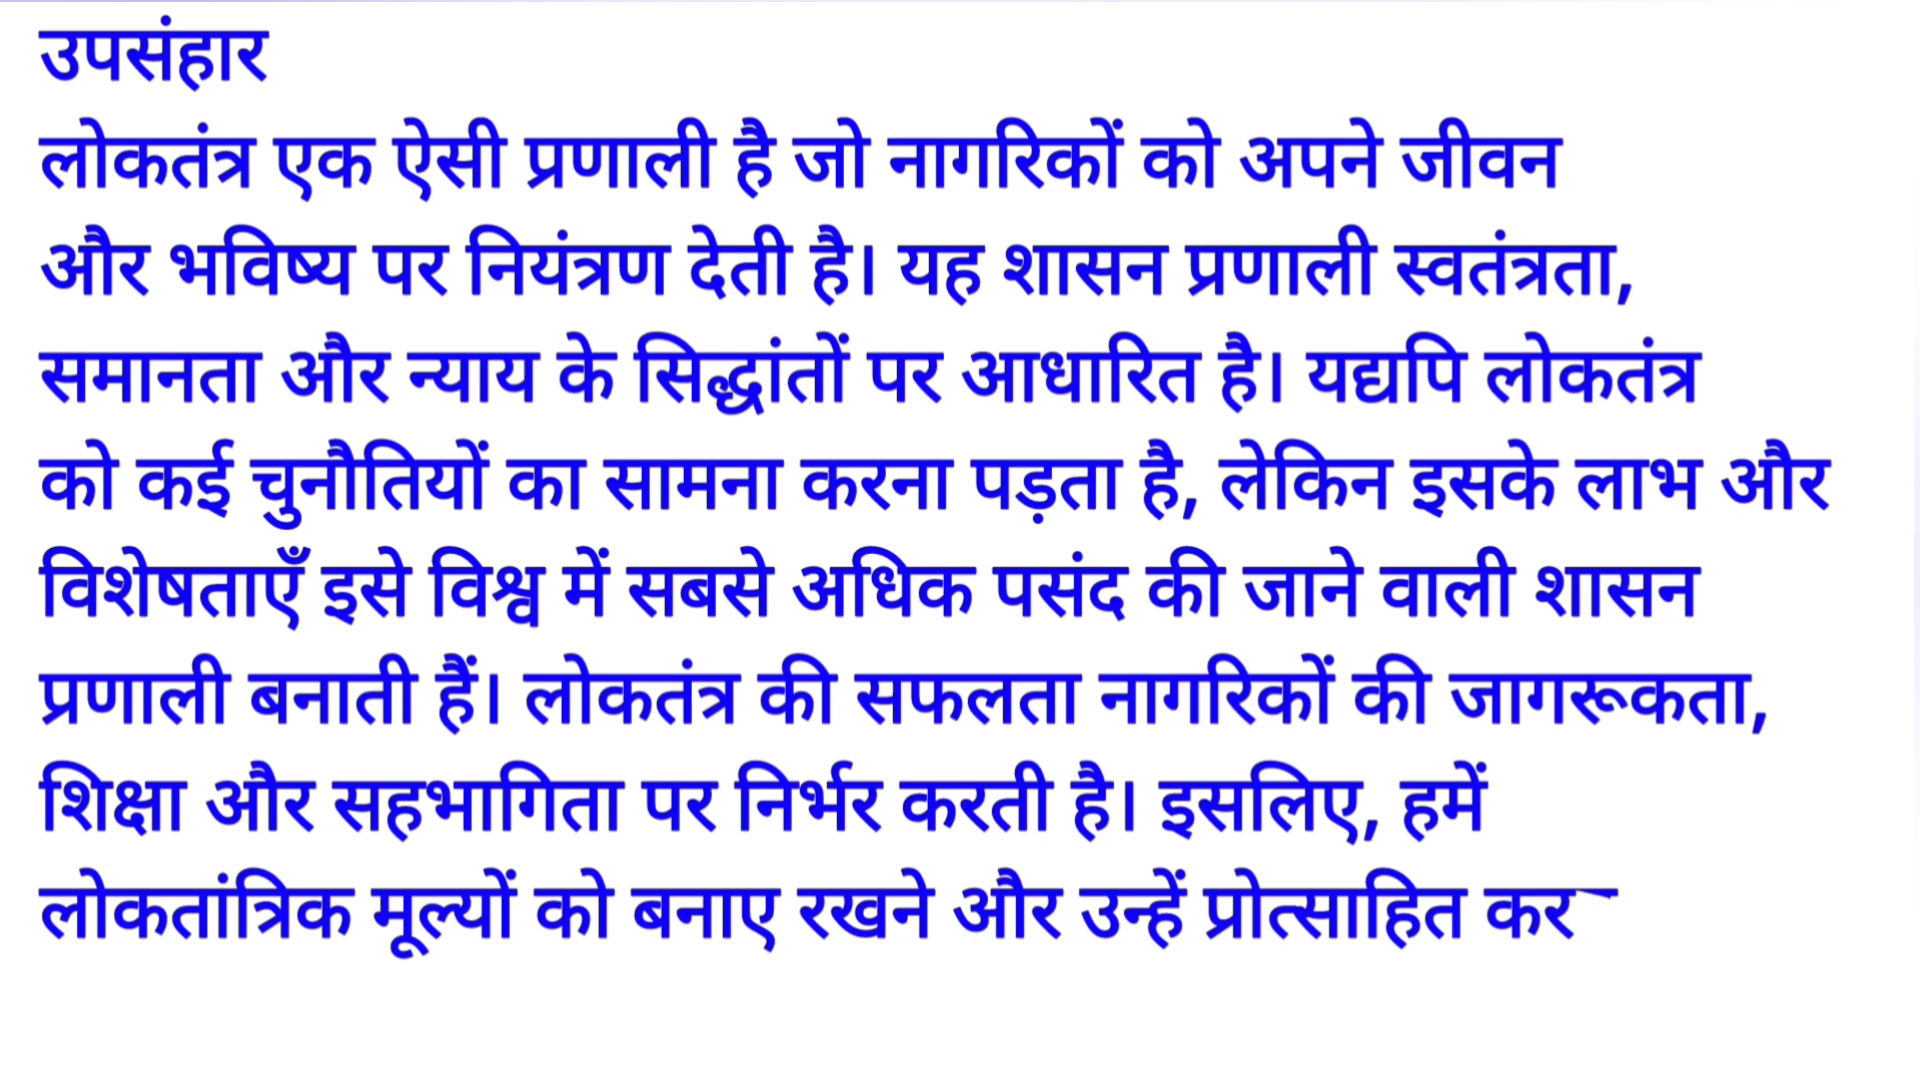 उपसंहार
लोकतंत्र एक ऐसी प्रणाली है जो नागरिकों को अपने जीवन
और भविष्य पर नियंत्रण देती है। यह शासन प्रणाली स्वतंत्रता,
समानता और न्याय के सिद्धांतों पर आधारित है। यद्यपि लोकतंत्र
को कई चुनौतियों का सामना करना पड़ता है, लेकिन इसके लाभ और
विशेषताएँ इसे विश्व में सबसे अधिक पसंद की जाने वाली शासन
प्रणाली बनाती हैं। लोकतंत्र की सफलता नागरिकों की जागरूकता,
शिक्षा और सहभागिता पर निर्भर करती है। इसलिए, हमें
लोकतांत्रिक मूल्यों को बनाए रखने और उन्हें प्रोत्साहित कर